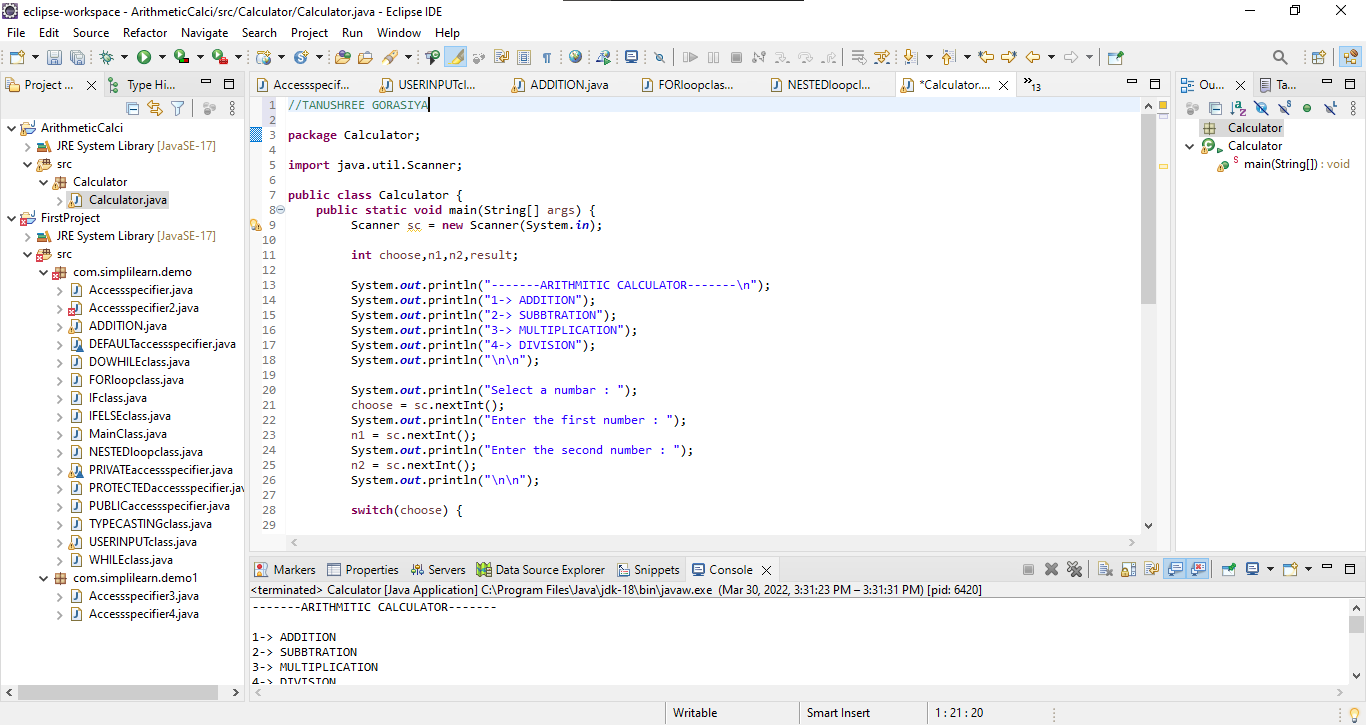 eclipse-workspace - ArithmeticCalci/src/Calculator/Calculator.java - Eclipse IDE
File Edit Source Refactor Navigate Search Project Run Window Help
Project ... Type Hi...
ArithmeticCalci
JRE System Library [JavaSE-17]
src
Calculator
Calculator.java
FirstProject
JRE System Library [JavaSE-17]
src
com.simplilearn.demo
Accessspecifier.java
Accessspecifier2.java
ADDITION.java
DEFAULTaccessspecifier.java
DOWHILEclass.java
FORloopclass.java
IFclass.java
IFELSEclass.java
MainClass.java
NESTEDloopclass.java
PRIVATEaccessspecifier.java
PROTECTEDaccessspecifier.jav
PUBLICaccessspecifier.java
TYPECASTINGclass.java
USERINPUTclass.java
WHILEclass.java
com.simplilearn.demo1
Accessspecifier3.java
Accessspecifier4.java
Accessspecif... USERINPUTcl... ADDITION.java FORloopclas... NESTEDloopcl... *Calculator.... 13
1 //TANUSHREE GORASIYA
2
3 package Calculator;
4
5 import java.util.Scanner;
6
7 public class Calculator {
8 public static void main(String[] args) {
9 Scanner sc = new Scanner(System.in);
10
11 int choose,n1,n2,result;
12
13 System.out.println("-------ARITHMITIC CALCULATOR-------\n");
14 System.out.println("1-> ADDITION");
15 System.out.println("2-> SUBBTRATION");
16 System.out.println("3-> MULTIPLICATION");
17 System.out.println("4-> DIVISION");
18 System.out.println("\n\n");
19
20 System.out.println("Select a numbar : ");
21 choose = sc.nextInt();
22 System.out.println("Enter the first number : ");
23 n1 = sc.nextInt();
24 System.out.println("Enter the second number : ");
25 n2 = sc.nextInt();
26 System.out.println("\n\n");
27
28 switch(choose) {
29
Ou... Ta...
Calculator
Calculator
main(String[]) : void
Markers Properties Servers Data Source Explorer Snippets Console
<terminated> Calculator [Java Application] C:\Program Files\Java\jdk-18\bin\javaw.exe (Mar 30, 2022, 3:31:23 PM – 3:31:31 PM) [pid: 6420]
-------ARITHMITIC CALCULATOR-------
1-> ADDITION
2-> SUBBTRATION
3-> MULTIPLICATION
4-> DIVISION
Writable Smart Insert 1 : 21 : 20